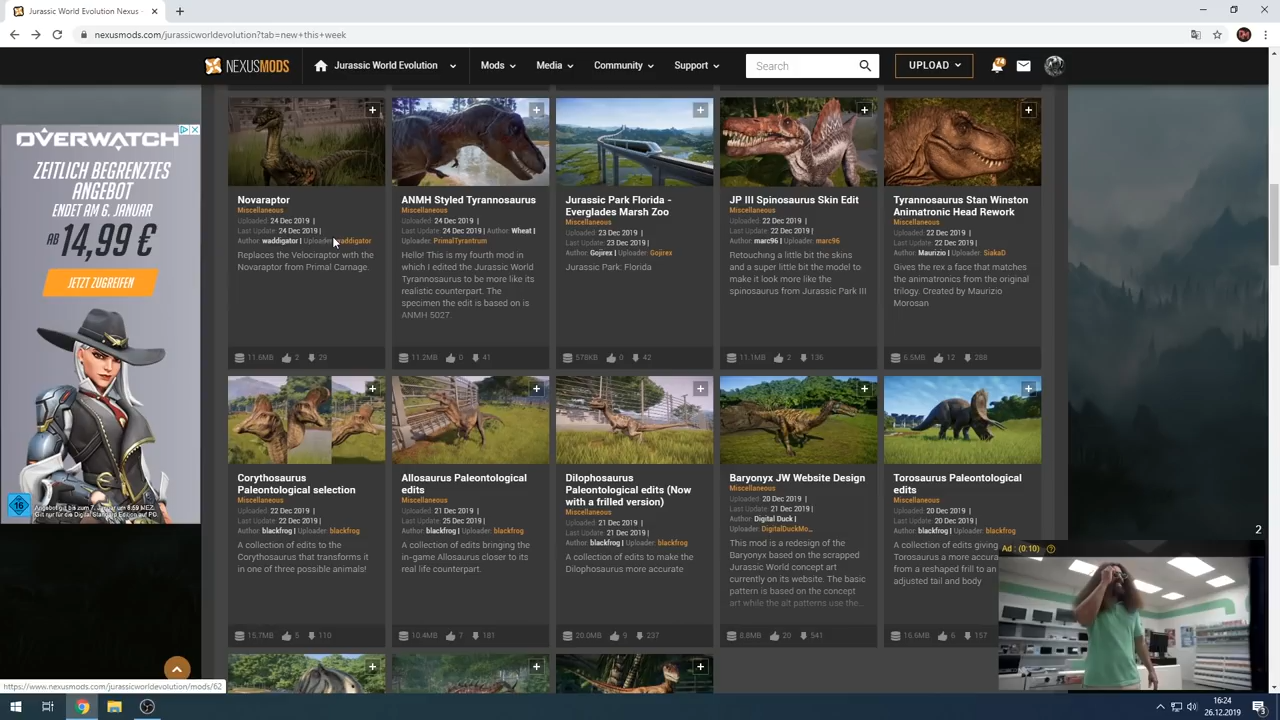 Jurassic World Evolution Nexus -
nexusmods.com/jurassicworldevolution?tab=new+this+week
NEXUSMODS
Jurassic World Evolution
Mods
Media
Community
Support
Search
UPLOAD
OVERWATCH
ZEITLICH BEGRENZTES
ANGEBOT
ENDET AM 6. JANUAR
AB 14,99 €
JETZT ZUGREIFEN
16
Novaraptor
Miscellaneous
Uploaded: 24 Dec 2019 |
Last Update: 24 Dec 2019 |
Author: waddigator | Uploader: waddigator
Replaces the Velociraptor with the
Novaraptor from Primal Carnage.
11.6MB 2 29
ANMH Styled Tyrannosaurus
Miscellaneous
Uploaded: 24 Dec 2019 |
Last Update: 24 Dec 2019 | Author: Wheat |
Uploader: PrimalTyrantrum
Hello! This is my fourth mod in
which I edited the Jurassic World
Tyrannosaurus to be more like its
realistic counterpart. The
specimen the edit is based on is
ANMH 5027.
11.2MB 0 41
Jurassic Park Florida -
Everglades Marsh Zoo
Miscellaneous
Uploaded: 23 Dec 2019 |
Last Update: 23 Dec 2019 |
Author: Gojirex | Uploader: Gojirex
Jurassic Park: Florida
578KB 0 42
JP III Spinosaurus Skin Edit
Miscellaneous
Uploaded: 22 Dec 2019 |
Last Update: 22 Dec 2019 |
Author: marc96 | Uploader: marc96
Retouching a little bit the skins
and a super little bit the model to
make it look more like the
spinosaurus from Jurassic Park III
11.1MB 2 136
Tyrannosaurus Stan Winston
Animatronic Head Rework
Miscellaneous
Uploaded: 22 Dec 2019 |
Last Update: 22 Dec 2019 |
Author: Maurizio | Uploader: SiakaD
Gives the rex a face that matches
the animatronics from the original
trilogy. Created by Maurizio
Morosan
6.5MB 12 288
Corythosaurus
Paleontological selection
Miscellaneous
Uploaded: 22 Dec 2019 |
Last Update: 22 Dec 2019 |
Author: blackfrog | Uploader: blackfrog
A collection of edits to the
Corythosaurus that transforms it
in one of three possible animals!
15.7MB 5 110
Allosaurus Paleontological
edits
Miscellaneous
Uploaded: 21 Dec 2019 |
Last Update: 25 Dec 2019 |
Author: blackfrog | Uploader: blackfrog
A collection of edits bringing the
in-game Allosaurus closer to its
real life counterpart.
10.4MB 7 181
Dilophosaurus
Paleontological edits (Now
with a frilled version)
Miscellaneous
Uploaded: 21 Dec 2019 |
Last Update: 21 Dec 2019 |
Author: blackfrog | Uploader: blackfrog
A collection of edits to make the
Dilophosaurus more accurate
20.0MB 9 237
Baryonyx JW Website Design
Miscellaneous
Uploaded: 20 Dec 2019 |
Last Update: 21 Dec 2019 |
Author: Digital Duck |
Uploader: DigitalDuckMo...
This mod is a redesign of the
Baryonyx based on the scrapped
Jurassic World concept art
currently on its website. The basic
pattern is based on the concept
art while the alt patterns use the...
8.8MB 20 541
Torosaurus Paleontological
edits
Miscellaneous
Uploaded: 20 Dec 2019 |
Last Update: 20 Dec 2019 |
Author: blackfrog | Uploader: blackfrog
A collection of edits giving
Torosaurus a more accura
from a reshaped frill to an
adjusted tail and body
16.6MB 6 157
2
Ad : (0:10)
https://www.nexusmods.com/jurassicworldevolution/mods/62
16:24
26.12.2019
3